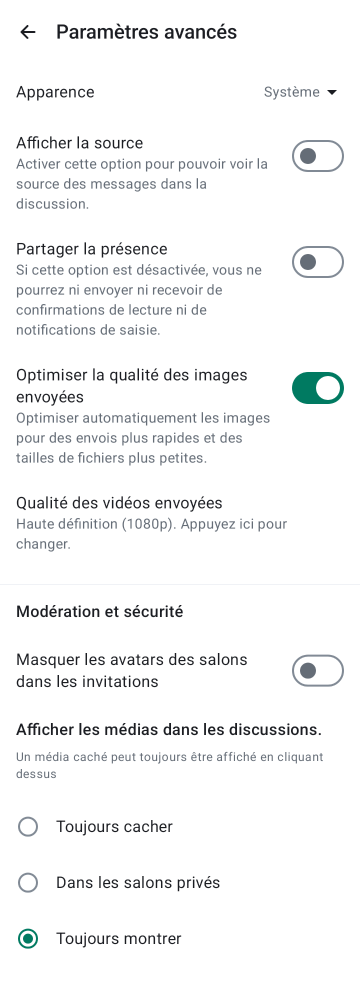 Paramètres avancés
Apparence
Système
Afficher la source
Activer cette option pour pouvoir voir la
source des messages dans la
discussion.
Partager la présence
Si cette option est désactivée, vous ne
pourrez ni envoyer ni recevoir de
confirmations de lecture ni de
notifications de saisie.
Optimiser la qualité des images
envoyées
Optimiser automatiquement les images
pour des envois plus rapides et des
tailles de fichiers plus petites.
Qualité des vidéos envoyées
Haute définition (1080p). Appuyez ici pour
changer.
Modération et sécurité
Masquer les avatars des salons
dans les invitations
Afficher les médias dans les discussions.
Un média caché peut toujours être affiché en cliquant
dessus
Toujours cacher
Dans les salons privés
Toujours montrer